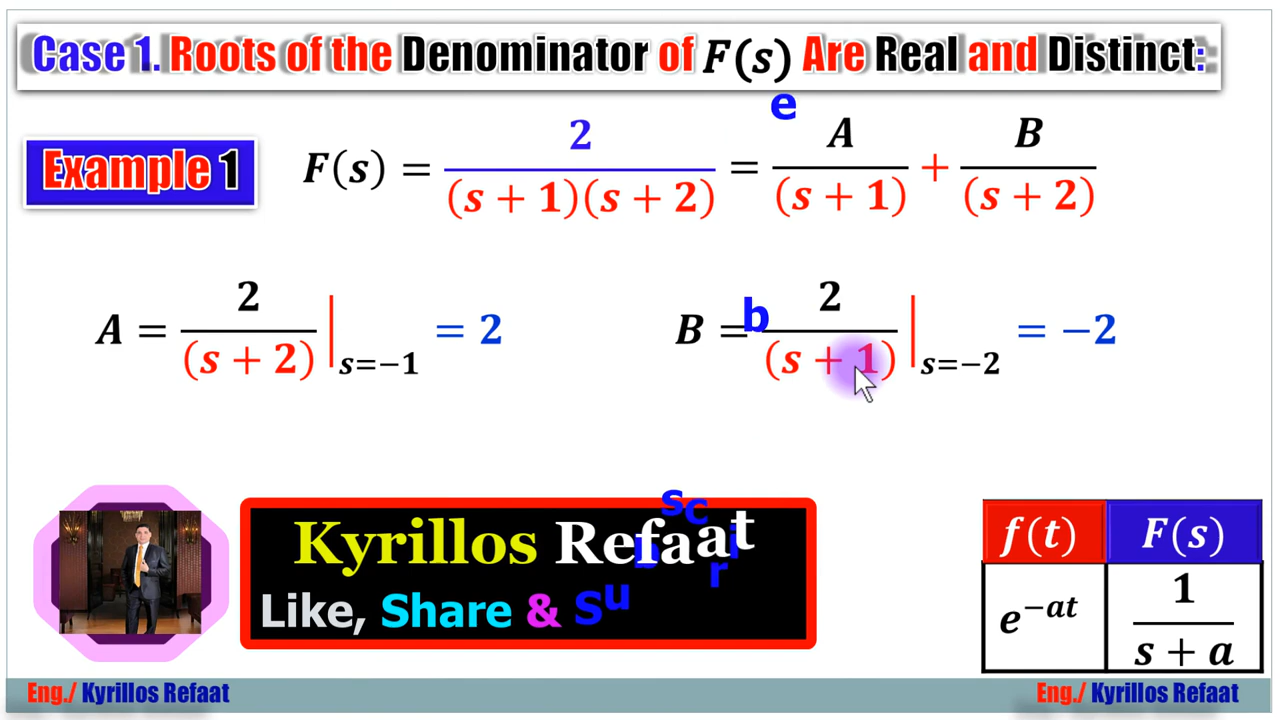 Case 1. Roots of the Denominator of F(s) Are Real and Distinct:
Example 1
F(s) = 2 / (s + 1)(s + 2) = A / (s + 1) + B / (s + 2)
e
A = 2 / (s + 2) | s=−1 = 2
B = 2 / (s + 1) | s=−2 = −2
b
Kyrillos Refaat
Like, Share & Subscri
f(t) F(s)
e^−at 1 / s + a
Eng./ Kyrillos Refaat
Eng./ Kyrillos Refaat